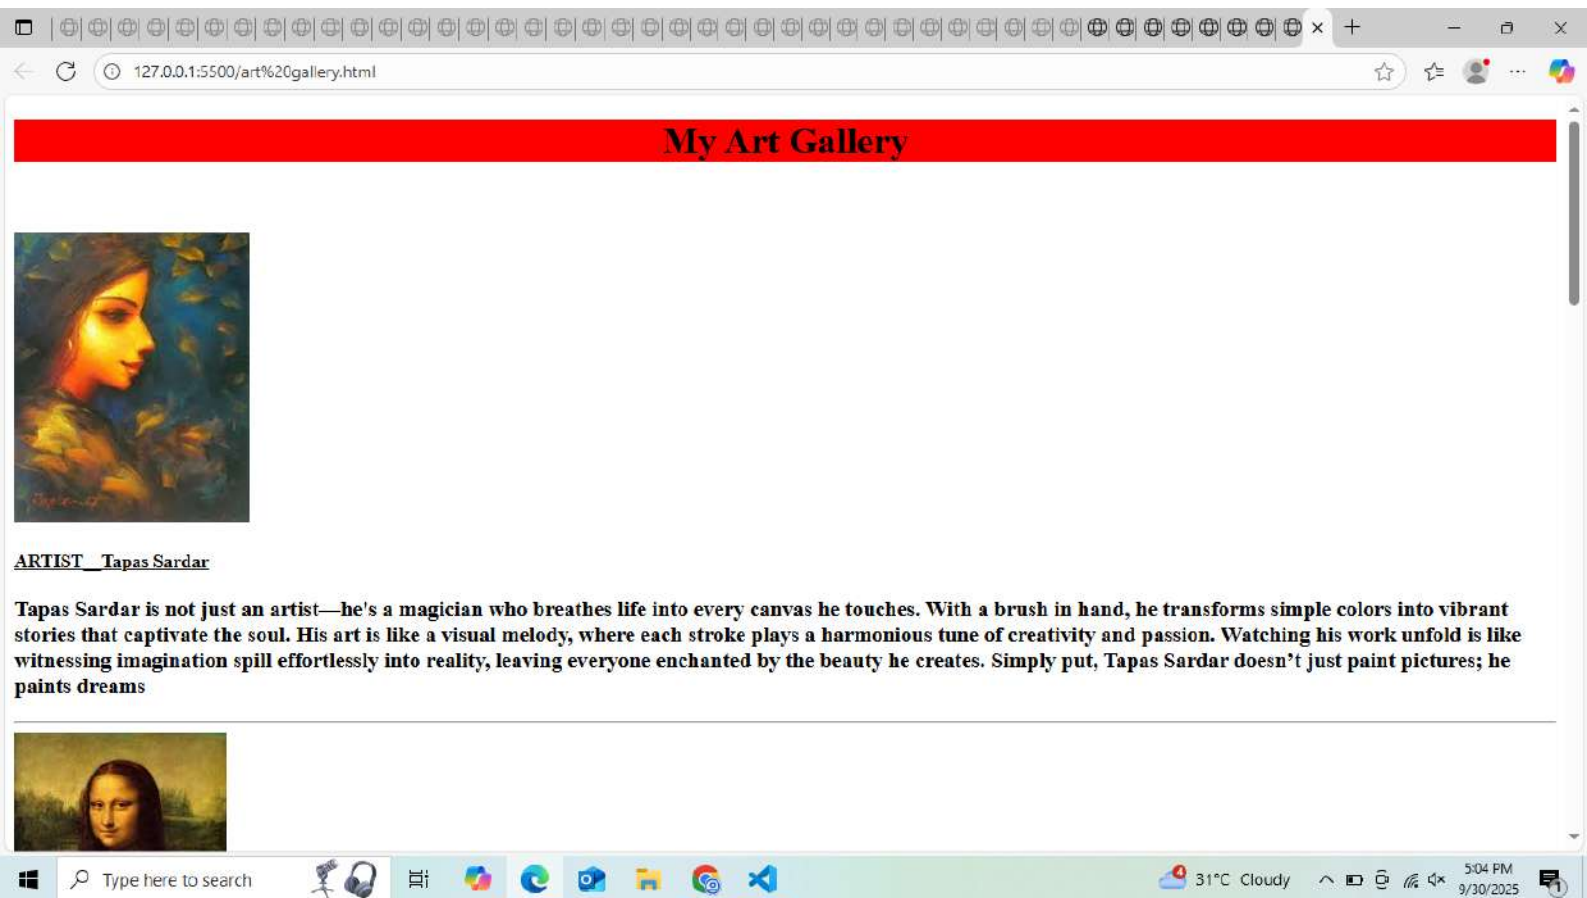 127.0.0.1:5500/art%20gallery.html
My Art Gallery
ARTIST__Tapas Sardar
Tapas Sardar is not just an artist—he's a magician who breathes life into every canvas he touches. With a brush in hand, he transforms simple colors into vibrant
stories that captivate the soul. His art is like a visual melody, where each stroke plays a harmonious tune of creativity and passion. Watching his work unfold is like
witnessing imagination spill effortlessly into reality, leaving everyone enchanted by the beauty he creates. Simply put, Tapas Sardar doesn’t just paint pictures; he
paints dreams
Type here to search
4
31°C Cloudy
5:04 PM
9/30/2025
1